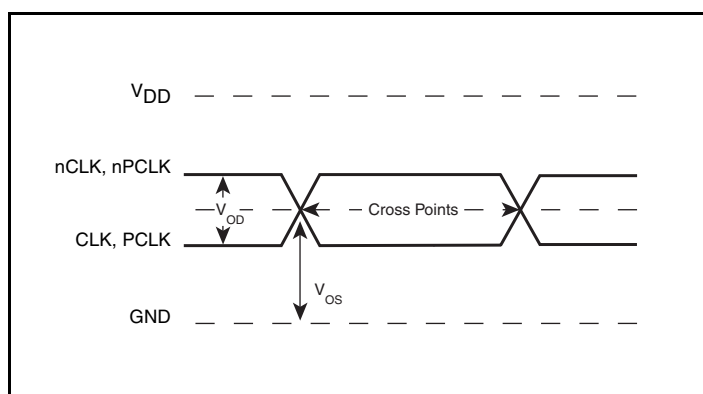 VDD
nCLK, nPCLK
VOD
Cross Points
CLK, PCLK
VOS
GND